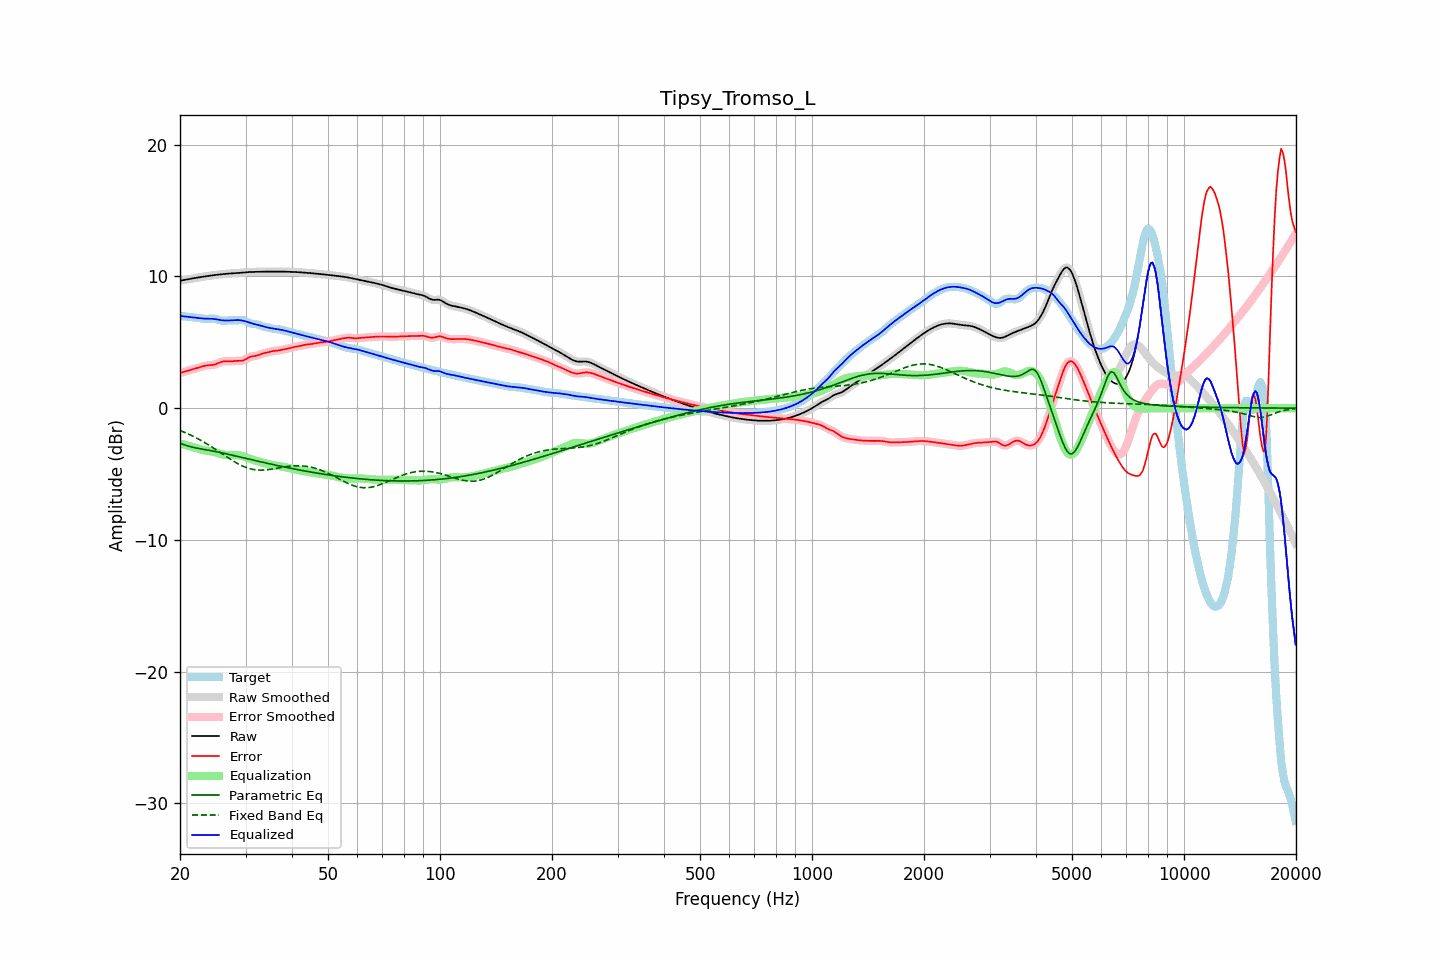 Tipsy_Tromso_L
20
10
0
−10
−20
−30
Amplitude (dBr)
Target
Raw Smoothed
Error Smoothed
Raw
Error
Equalization
Parametric Eq
Fixed Band Eq
Equalized
20 50 100 200 500 1000 2000 5000 10000 20000
Frequency (Hz)